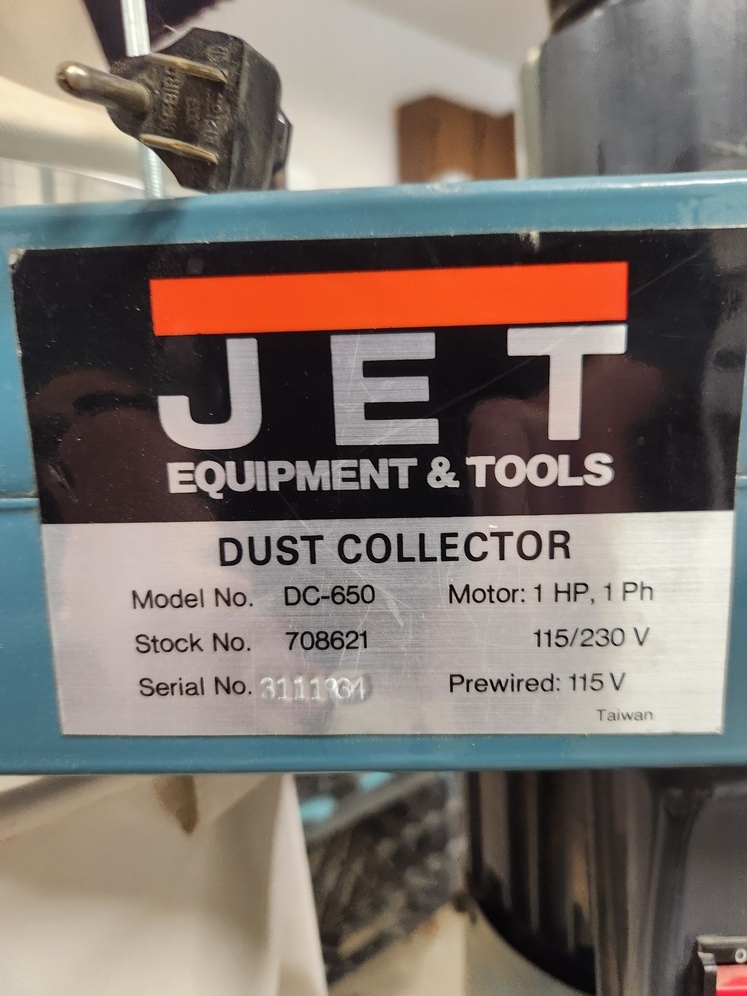 JET
EQUIPMENT & TOOLS
DUST COLLECTOR
Model No. DC-650 Motor: 1 HP, 1 Ph
Stock No. 708621 115/230 V
Serial No. Prewired: 115 V
Taiwan